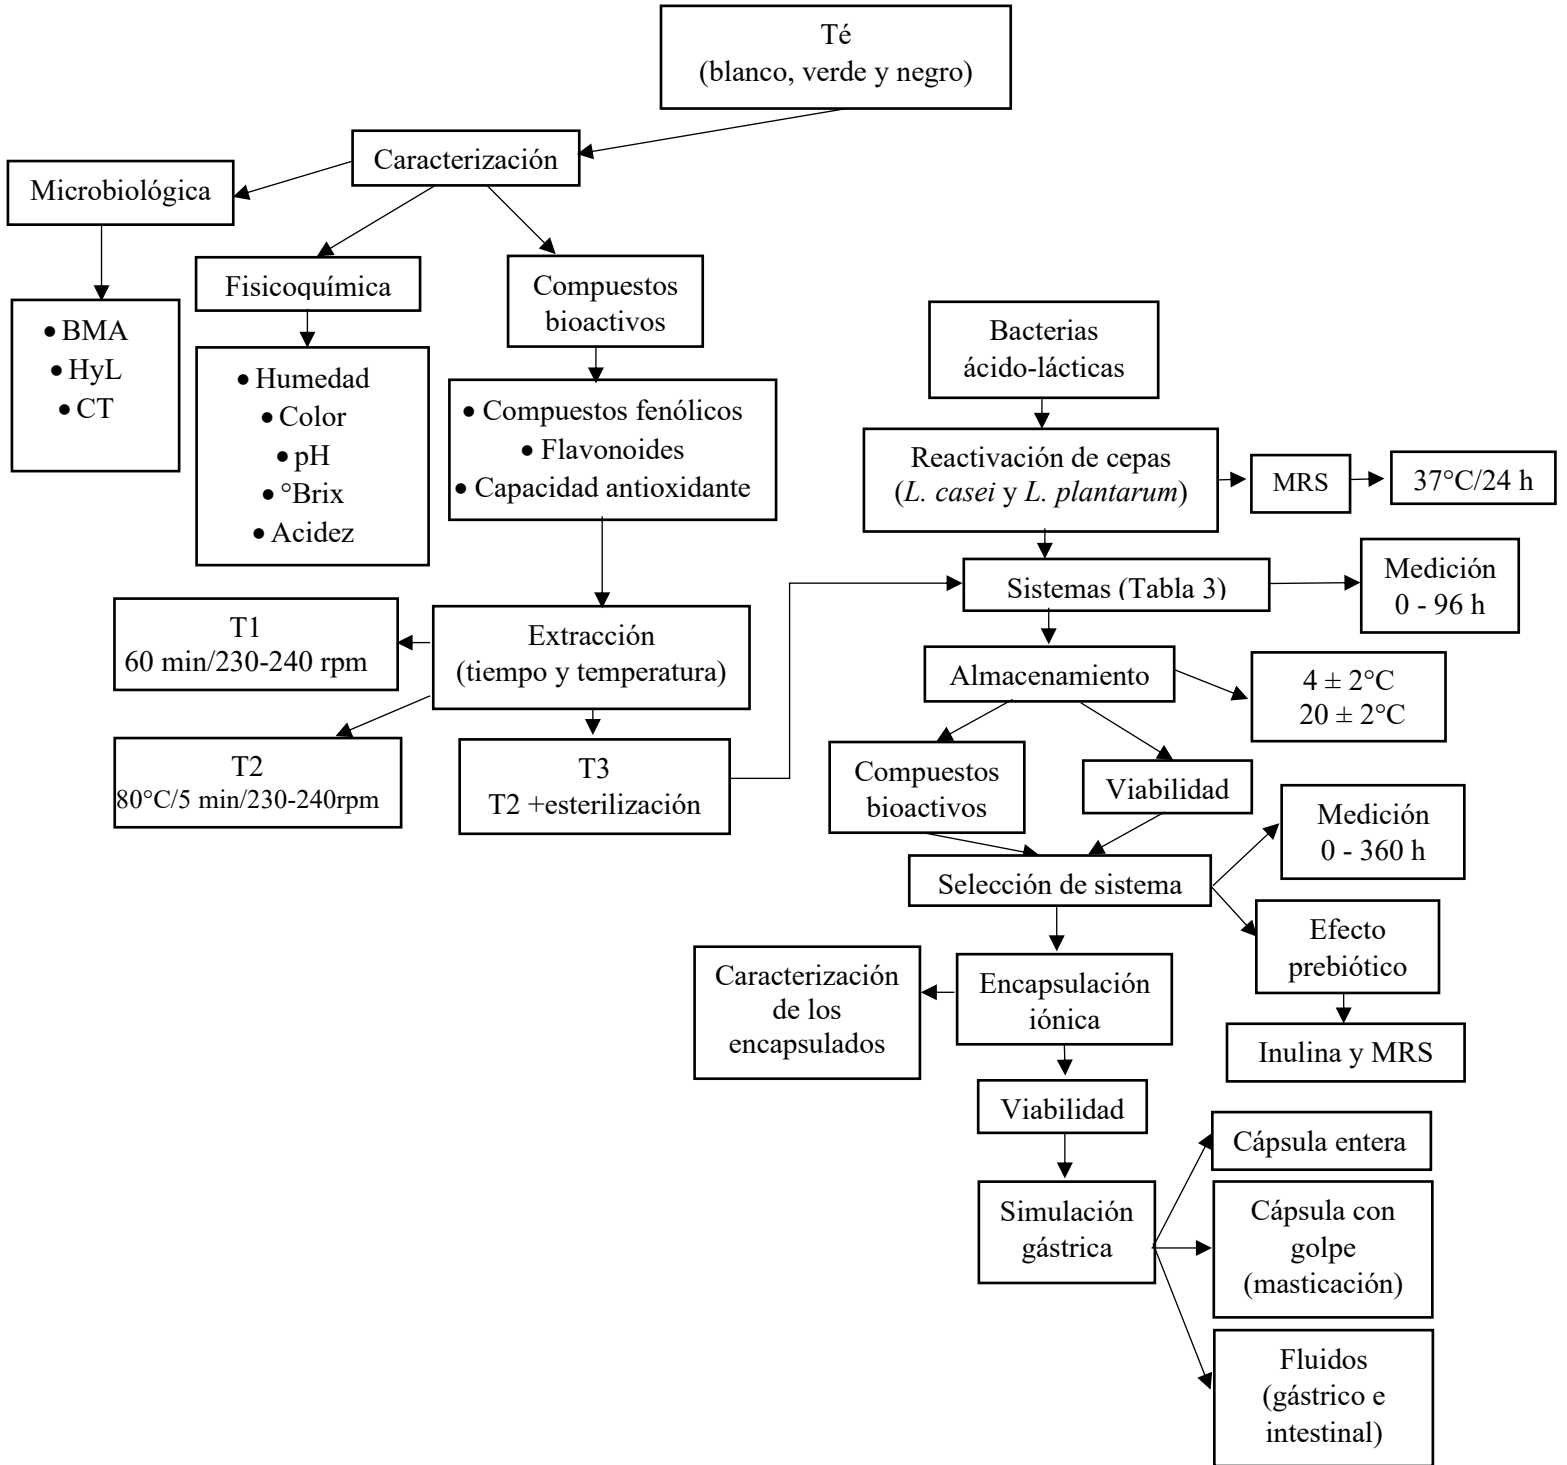 Té
(blanco, verde y negro)
Caracterización
Microbiológica
• BMA
• HyL
• CT
Fisicoquímica
• Humedad
• Color
• pH
• °Brix
• Acidez
Compuestos
bioactivos
• Compuestos fenólicos
• Flavonoides
• Capacidad antioxidante
Extracción
(tiempo y temperatura)
T1
60 min/230-240 rpm
T2
80°C/5 min/230-240rpm
T3
T2 +esterilización
Bacterias
ácido-lácticas
Reactivación de cepas
(L. casei y L. plantarum)
MRS
37°C/24 h
Sistemas (Tabla 3)
Medición
0 - 96 h
Almacenamiento
4 ± 2°C
20 ± 2°C
Compuestos
bioactivos
Viabilidad
Selección de sistema
Medición
0 - 360 h
Efecto
prebiótico
Inulina y MRS
Encapsulación
iónica
Caracterización
de los
encapsulados
Viabilidad
Simulación
gástrica
Cápsula entera
Cápsula con
golpe
(masticación)
Fluidos
(gástrico e
intestinal)